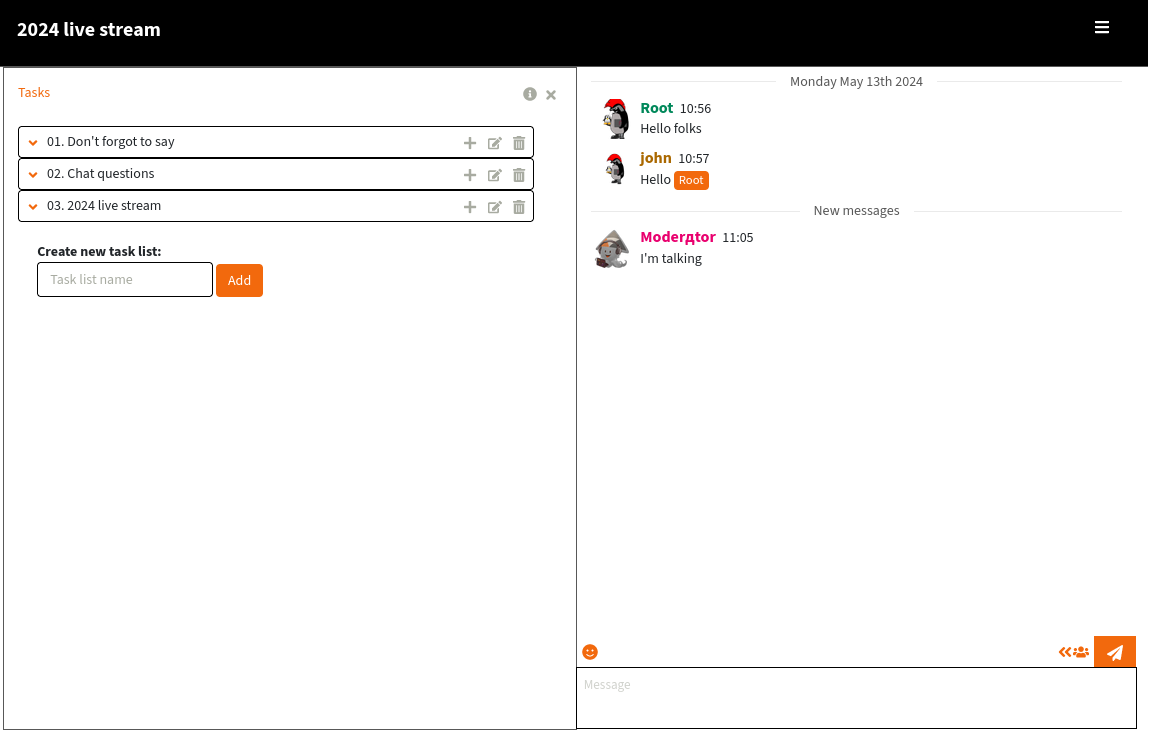 2024 live stream
Tasks
01. Don't forgot to say
02. Chat questions
03. 2024 live stream
Create new task list:
Task list name
Add
Monday May 13th 2024
Root 10:56
Hello folks
john 10:57
Hello Root
New messages
Moderдtor 11:05
I'm talking
Message